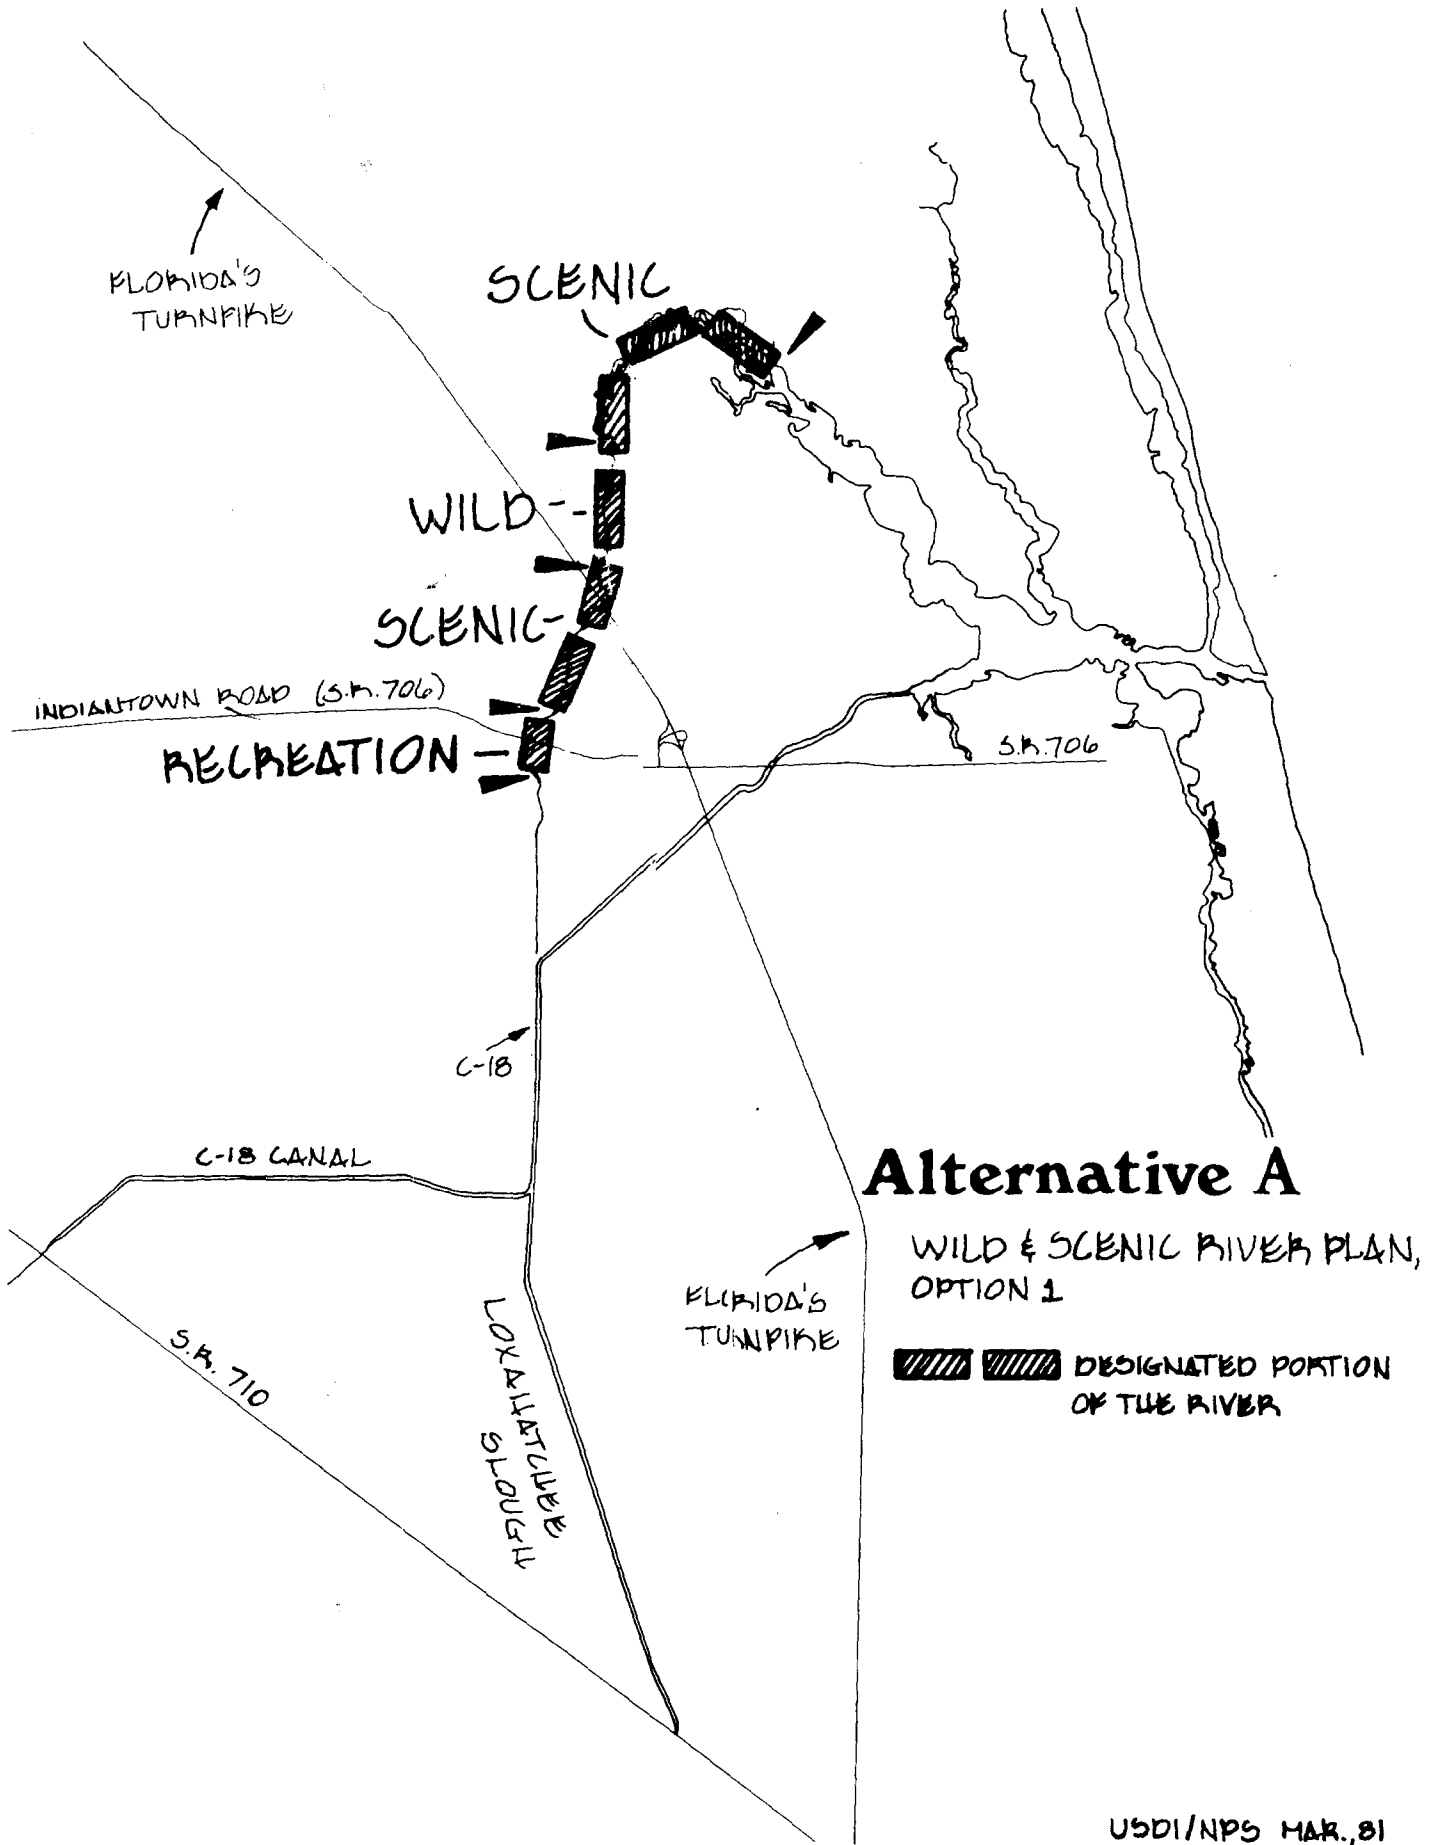 FLORIDA'S
TURNPIKE
SCENIC
WILD
SCENIC
INDIANTOWN ROAD (S.R. 706)
RECREATION
S.R. 706
C-18
C-18 CANAL
Alternative A
WILD & SCENIC RIVER PLAN,
OPTION 1
FLORIDA'S
TURNPIKE
DESIGNATED PORTION
OF THE RIVER
S.R. 710
LOXAHATCHEE
SLOUGH
USDI/NPS MAR.,81